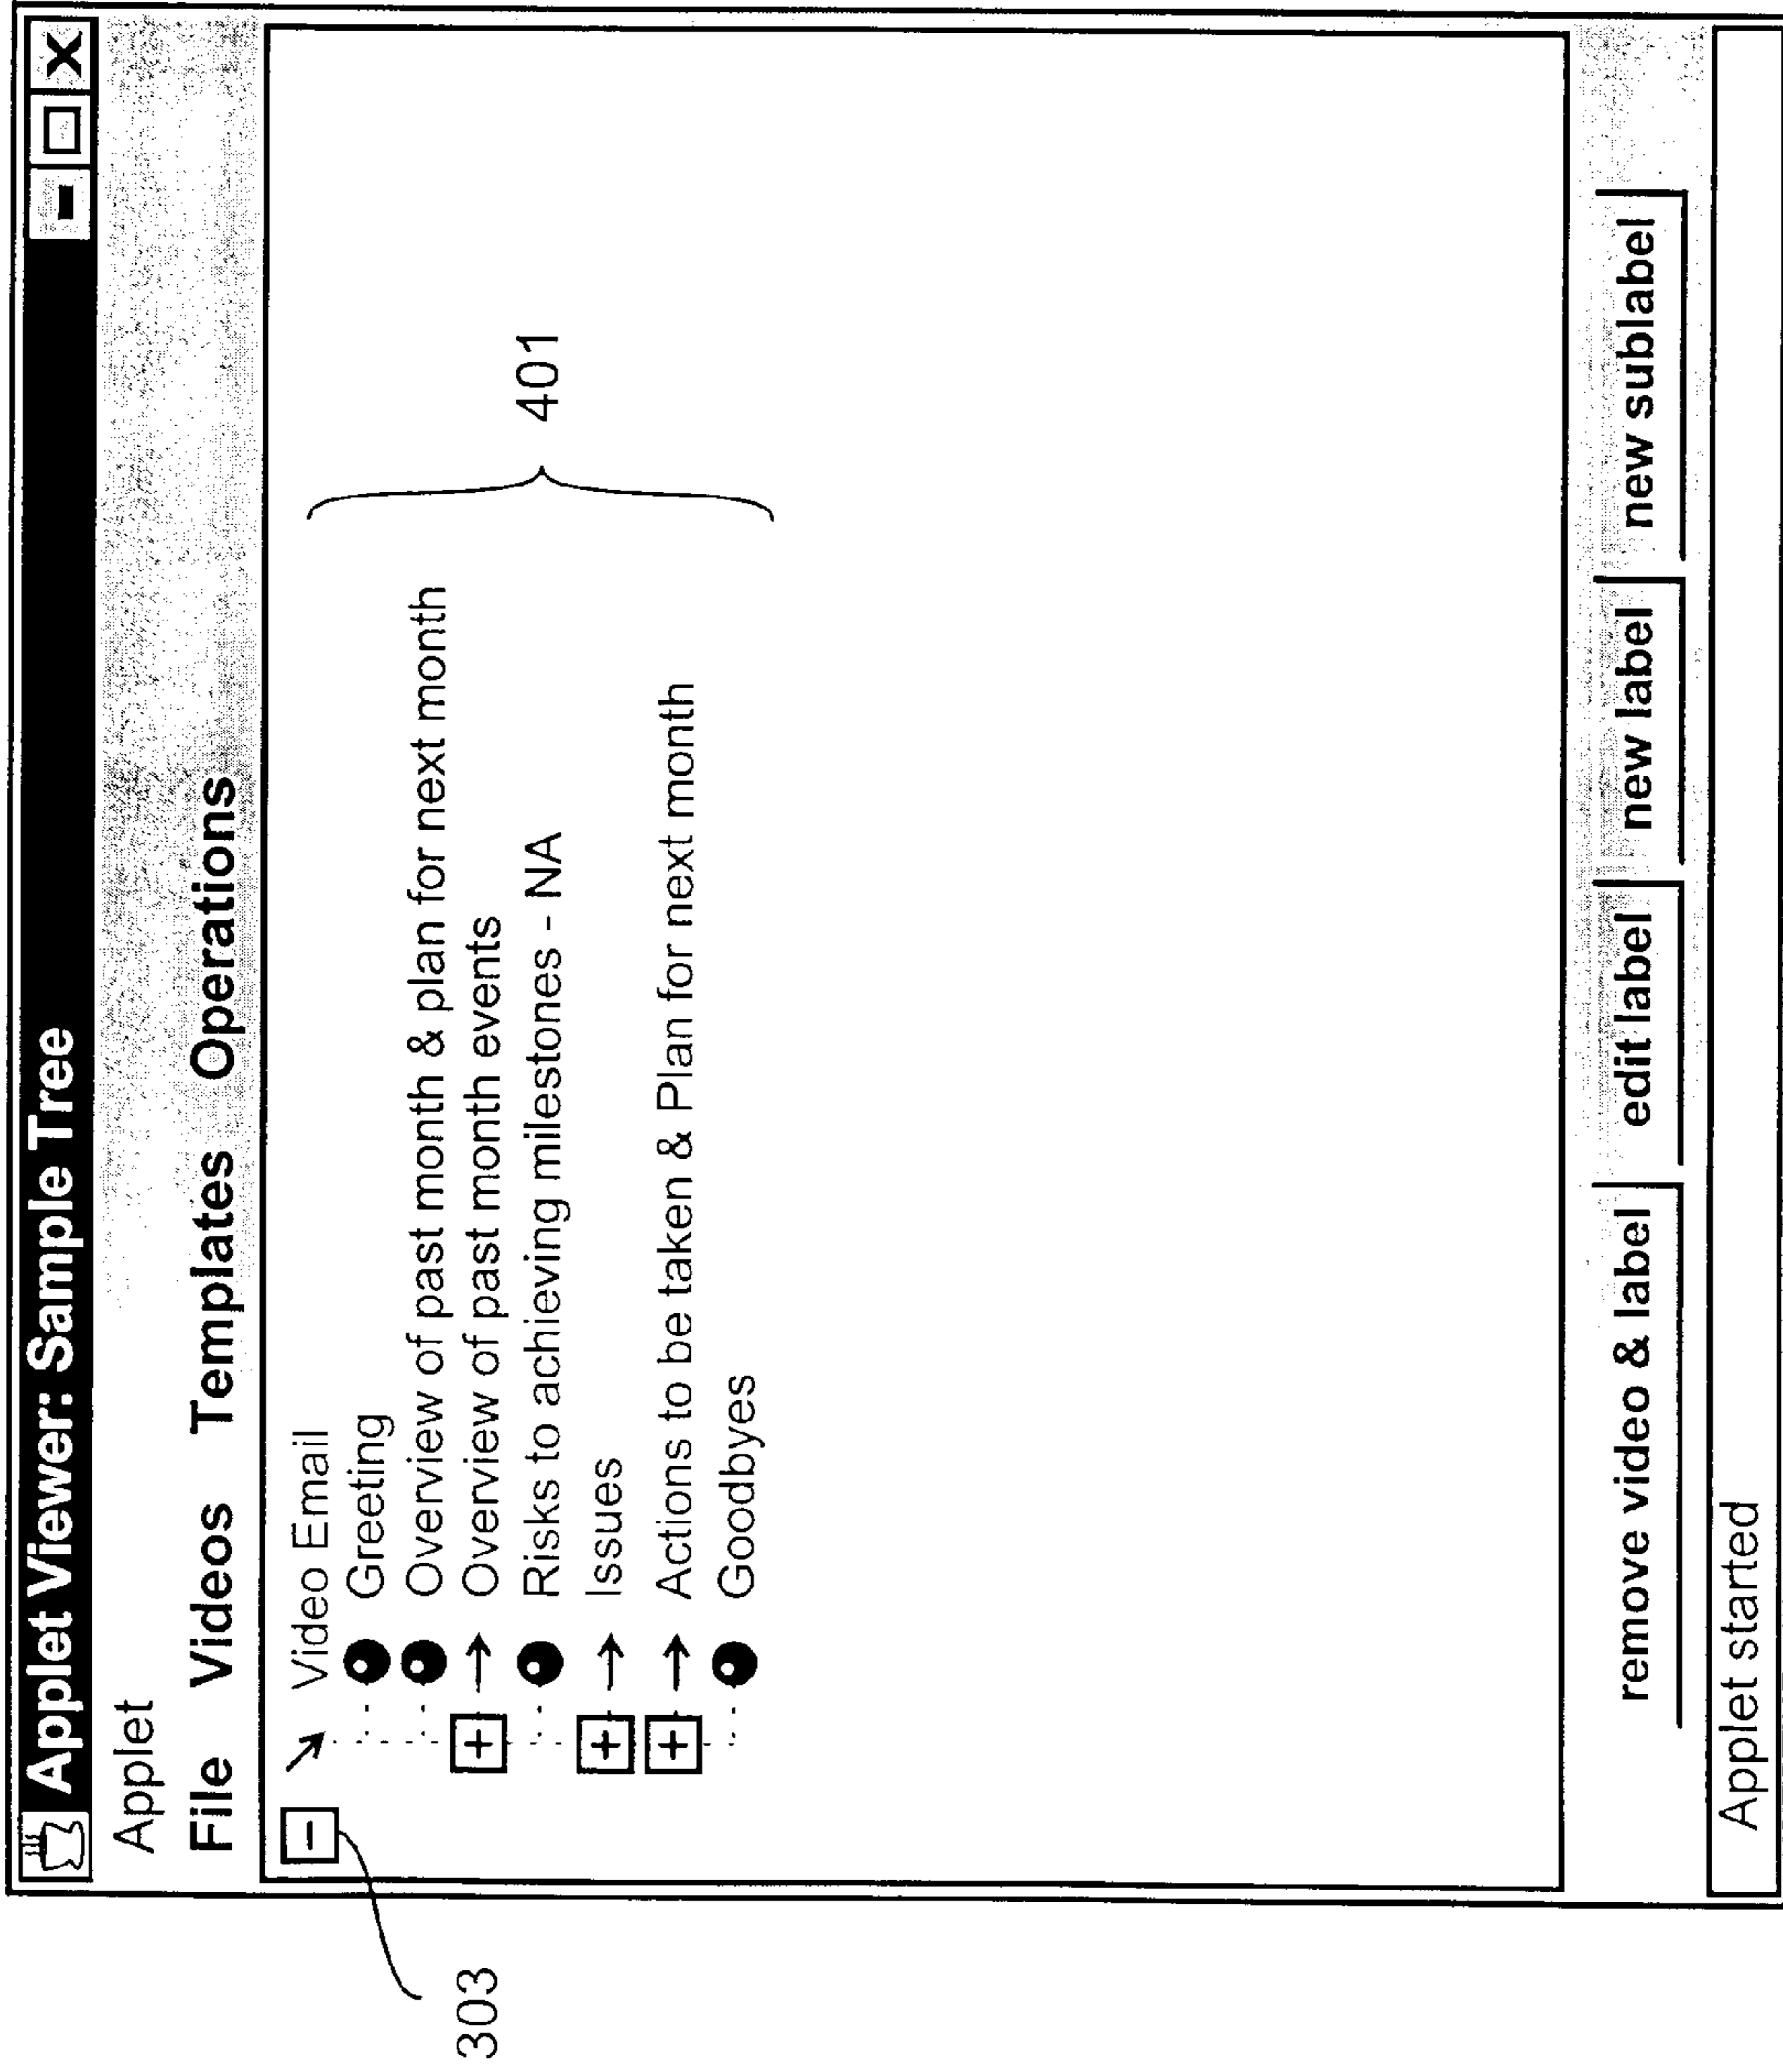 Applet Viewer: Sample Tree
Applet
File Videos Templates Operations
Video Email
Greeting
Overview of past month & plan for next month
Overview of past month events
Risks to achieving milestones - NA
Issues
Actions to be taken & Plan for next month
Goodbyes
401
303
remove video & label edit label new label new sublabel
Applet started